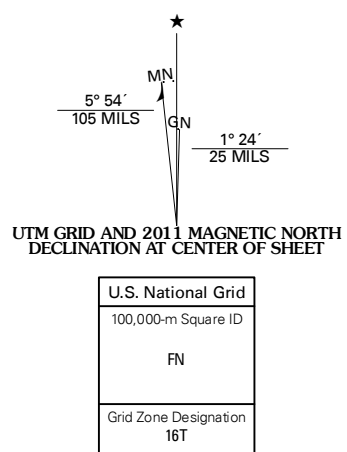 ★
M.N.
5° 54´
105 MILS
GN
1° 24´
25 MILS
UTM GRID AND 2011 MAGNETIC NORTH
DECLINATION AT CENTER OF SHEET
U.S. National Grid
100,000-m Square ID
FN
Grid Zone Designation
16T